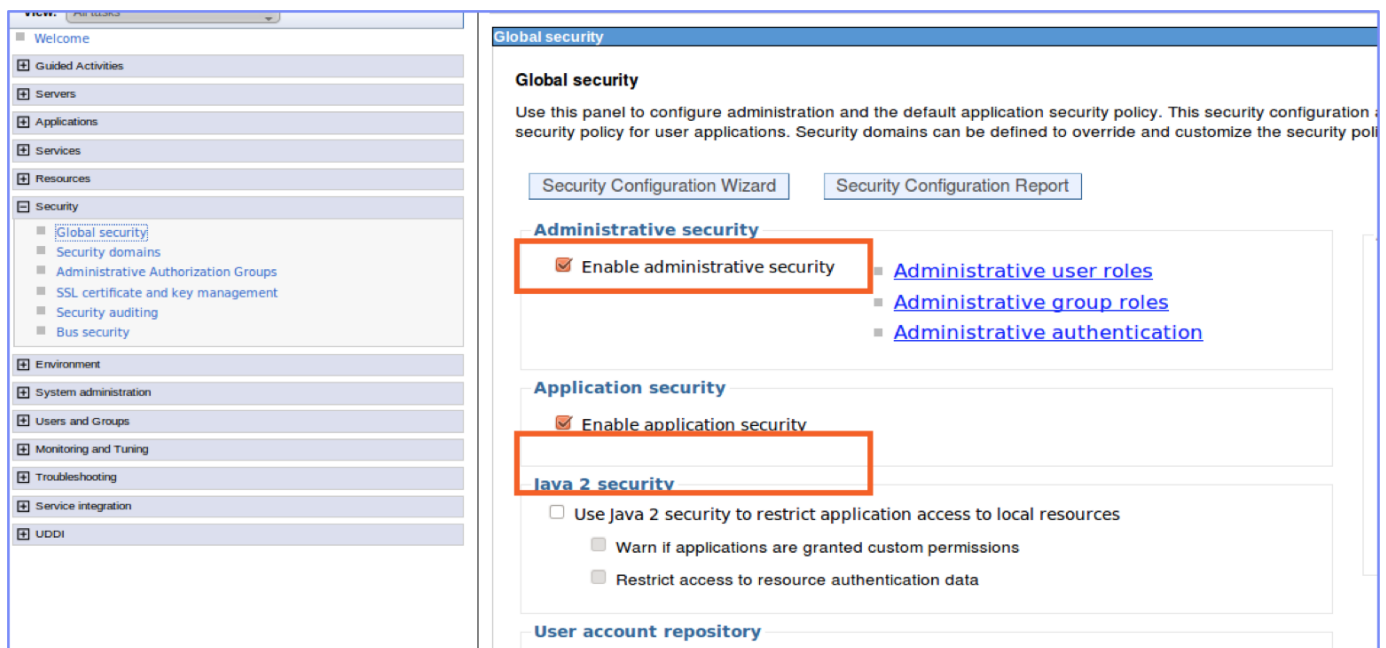 View:
All tasks
Welcome
Guided Activities
Servers
Applications
Services
Resources
Security
Global security
Security domains
Administrative Authorization Groups
SSL certificate and key management
Security auditing
Bus security
Environment
System administration
Users and Groups
Monitoring and Tuning
Troubleshooting
Service integration
UDDI
Global security
Global security
Use this panel to configure administration and the default application security policy. This security configuration
security policy for user applications. Security domains can be defined to override and customize the security poli
Security Configuration Wizard
Security Configuration Report
Administrative security
Enable administrative security
Administrative user roles
Administrative group roles
Administrative authentication
Application security
Enable application security
Java 2 security
Use Java 2 security to restrict application access to local resources
Warn if applications are granted custom permissions
Restrict access to resource authentication data
User account repository